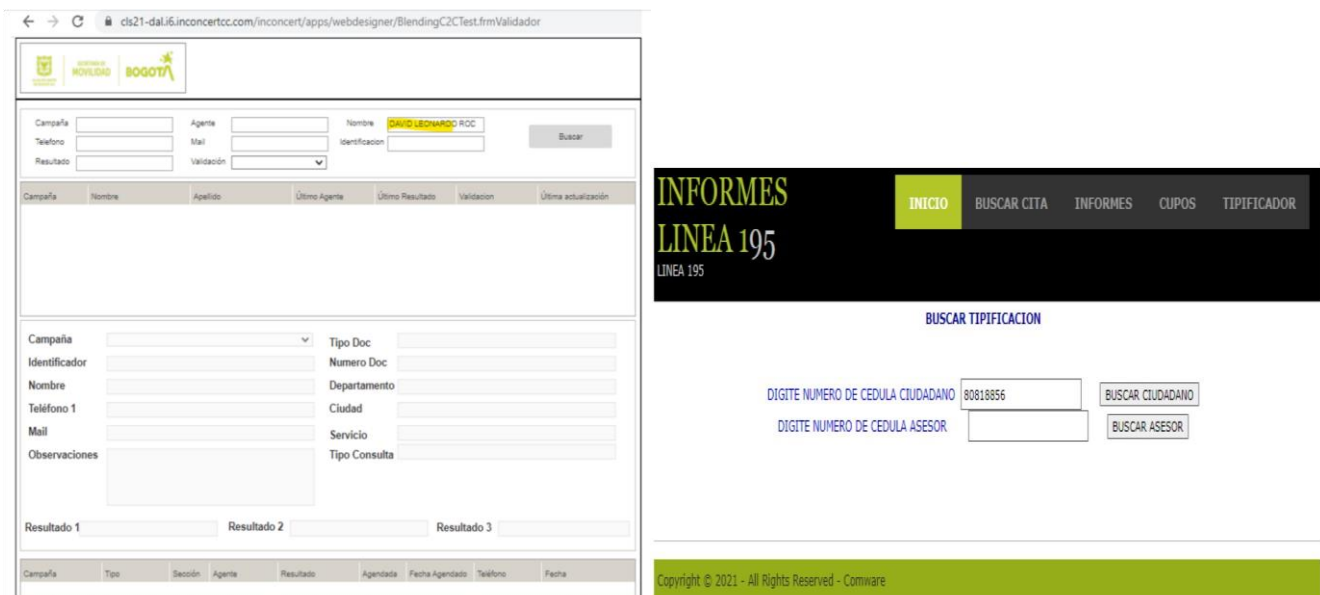 cls21-dal.i6.inconcertcc.com/inconcert/apps/webdesigner/BlendingC2CTest.frmValidador
MOVILIDAD BOGOTÁ
Campaña Agente Nombre DAVID LEONARDO ROC
Telefono Mail Identificacion Buscar
Resultado Validación
Campaña Nombre Apellido Último Agente Último Resultado Validacion Última actualización
Campaña Tipo Doc
Identificador Numero Doc
Nombre Departamento
Teléfono 1 Ciudad
Mail Servicio
Observaciones Tipo Consulta
Resultado 1 Resultado 2 Resultado 3
Campaña Tipo Sección Agente Resultado Agendada Fecha Agendado Teléfono Fecha
INFORMES
LINEA 195
LINEA 195
INICIO BUSCAR CITA INFORMES CUPOS TIPIFICADOR
BUSCAR TIPIFICACION
DIGITE NUMERO DE CEDULA CIUDADANO 80818856 BUSCAR CIUDADANO
DIGITE NUMERO DE CEDULA ASESOR BUSCAR ASESOR
Copyright © 2021 - All Rights Reserved - Comware